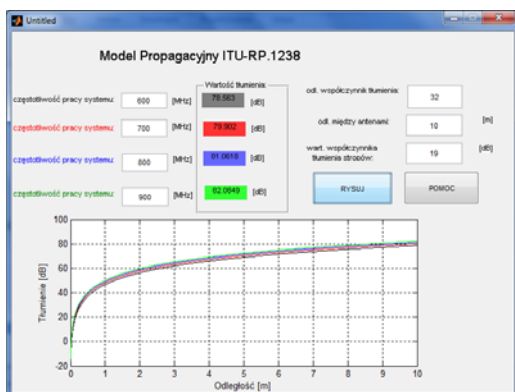 Untitled
Model Propagacyjny ITU-RP.1238
Wartość tłumienia:
częstotliwość pracy systemu: 600 [MHz] 78.563 [dB]
częstotliwość pracy systemu: 700 [MHz] 79.902 [dB]
częstotliwość pracy systemu: 800 [MHz] 81.0618 [dB]
częstotliwość pracy systemu: 900 [MHz] 82.0849 [dB]
odl. współczynnik tłumienia: 32
odl. między antenami: 10 [m]
wart. współczynnika
tłumienia stropów: 19 [dB]
RYSUJ POMOC
100
80
60
40
20
0
-20
Tłumienie [dB]
0 1 2 3 4 5 6 7 8 9 10
Odległość [m]